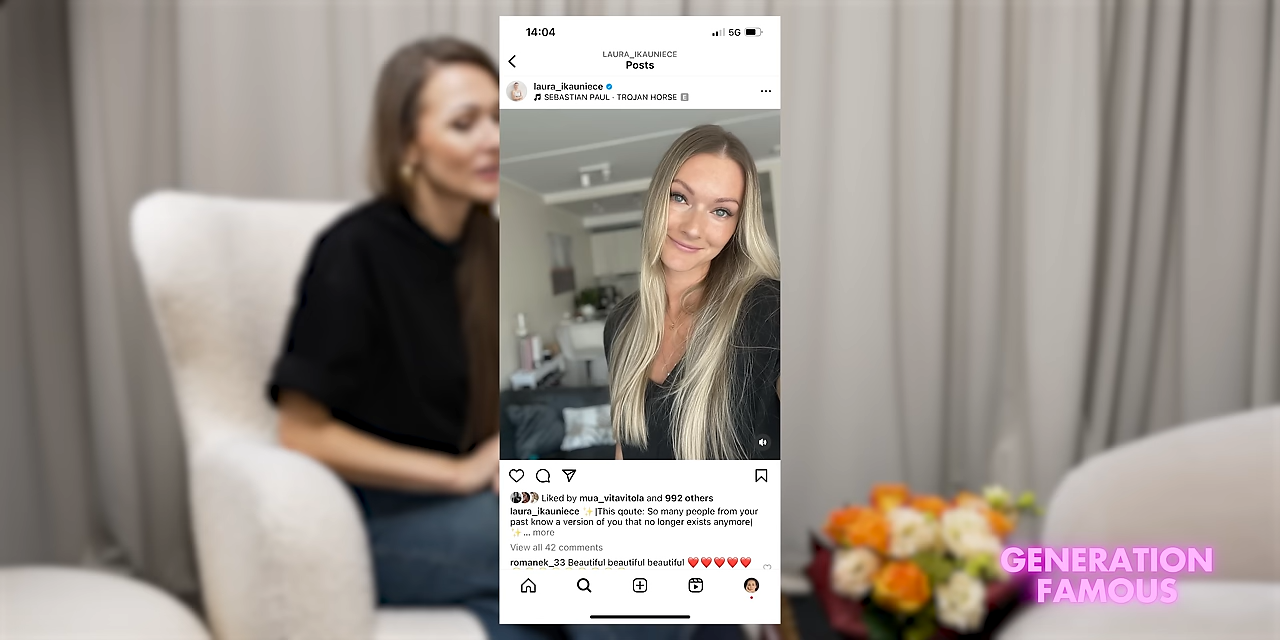 14:04
5G
LAURA_IKAUNIECE
Posts
laura_ikauniece
SEBASTIAN PAUL · TROJAN HORSE E
Liked by mua_vitavitola and 992 others
laura_ikauniece ✨|This qoute: So many people from your
past know a version of you that no longer exists anymore|
✨... more
View all 42 comments
romanek_33 Beautiful beautiful beautiful ❤️❤️❤️❤️❤️
GENERATION
FAMOUS